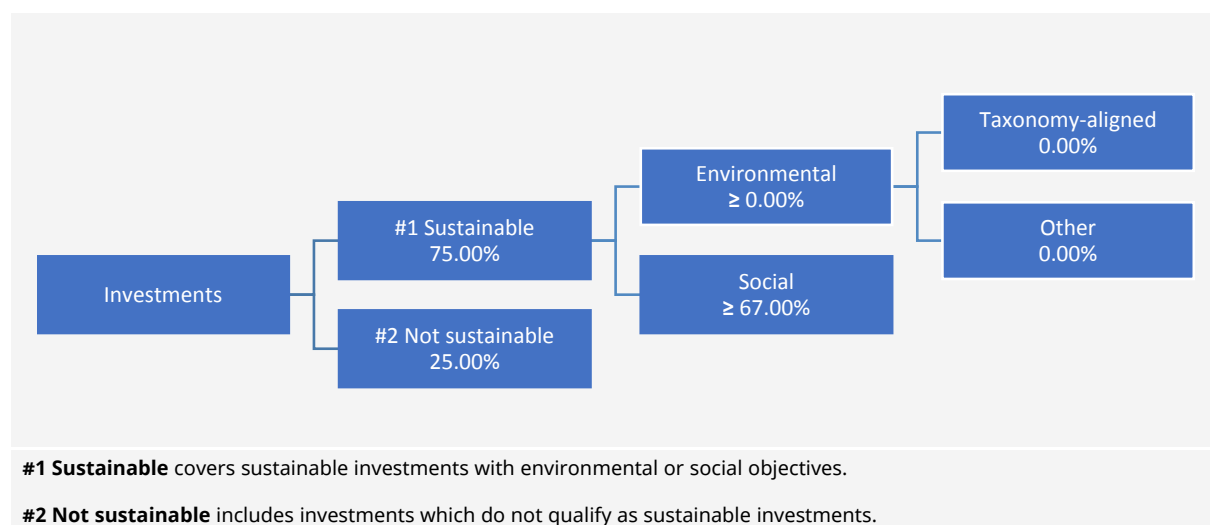 Investments
#1 Sustainable
75.00%
#2 Not sustainable
25.00%
Environmental
≥ 0.00%
Social
≥ 67.00%
Taxonomy-aligned
0.00%
Other
0.00%
#1 Sustainable covers sustainable investments with environmental or social objectives.
#2 Not sustainable includes investments which do not qualify as sustainable investments.